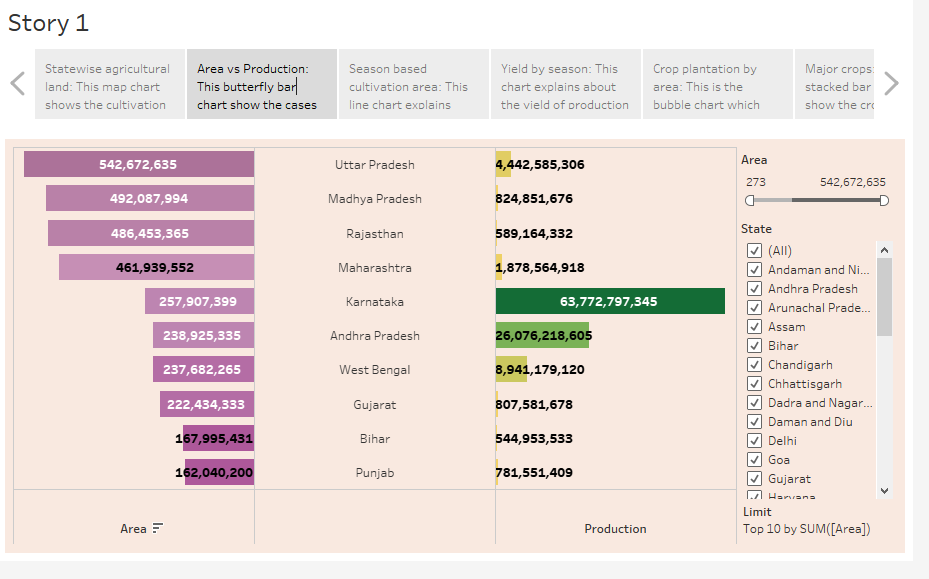 Story 1
Statewise agricultural
land: This map chart
shows the cultivation
Area vs Production:
This butterfly bar
chart show the cases
Season based
cultivation area: This
line chart explains
Yield by season: This
chart explains about
the yield of production
Crop plantation by
area: This is the
bubble chart which
Major crops:
stacked bar
show the cro
542,672,635 Uttar Pradesh 4,442,585,306
492,087,994 Madhya Pradesh 824,851,676
486,453,365 Rajasthan 589,164,332
461,939,552 Maharashtra 1,878,564,918
257,907,399 Karnataka 63,772,797,345
238,925,335 Andhra Pradesh 26,076,218,605
237,682,265 West Bengal 8,941,179,120
222,434,333 Gujarat 807,581,678
167,995,431 Bihar 544,953,533
162,040,200 Punjab 781,551,409
Area Production
Area
273 542,672,635
State
(All)
Andaman and Ni...
Andhra Pradesh
Arunachal Prade...
Assam
Bihar
Chandigarh
Chhattisgarh
Dadra and Nagar...
Daman and Diu
Delhi
Goa
Gujarat
Haryana
Limit
Top 10 by SUM([Area])